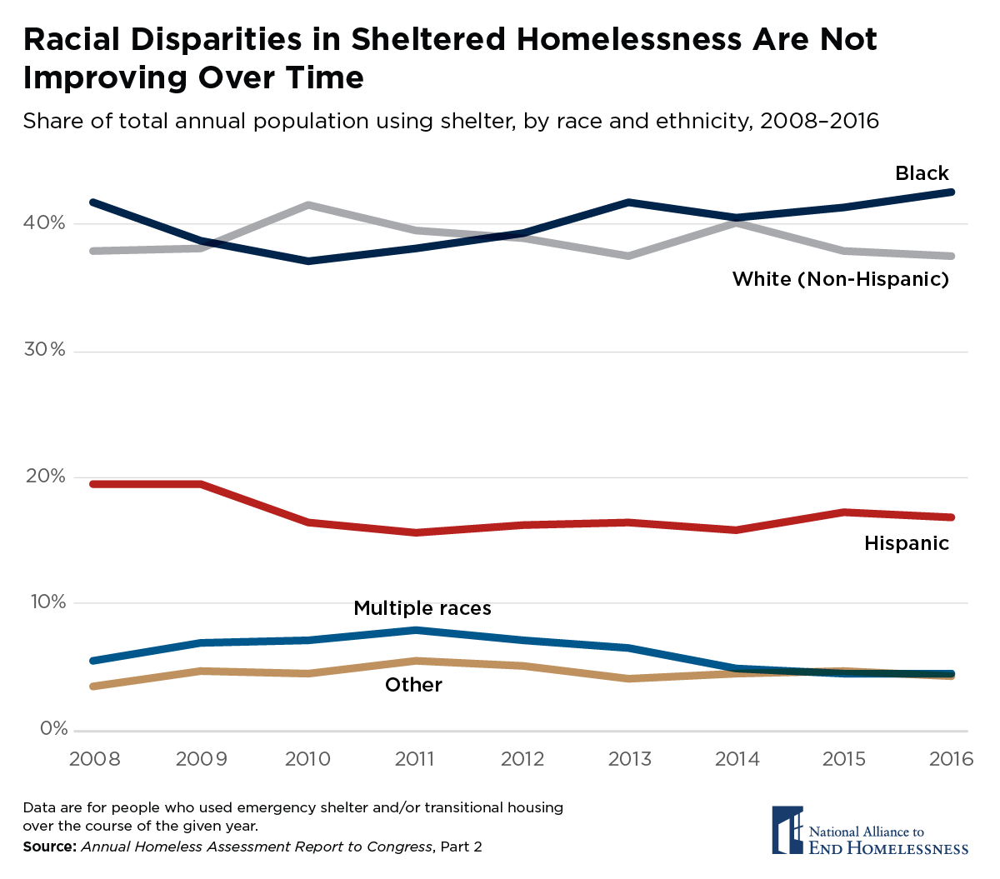 Racial Disparities in Sheltered Homelessness Are Not
Improving Over Time
Share of total annual population using shelter, by race and ethnicity, 2008–2016
Black
40%
White (Non-Hispanic)
30%
20%
Hispanic
10%
Multiple races
Other
0%
2008 2009 2010 2011 2012 2013 2014 2015 2016
Data are for people who used emergency shelter and/or transitional housing
over the course of the given year.
Source: Annual Homeless Assessment Report to Congress, Part 2
National Alliance to
END HOMELESSNESS